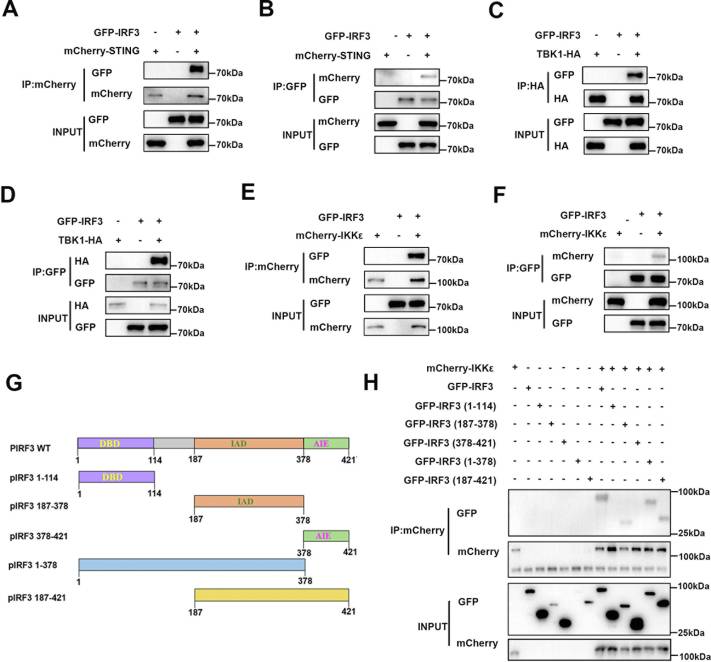 A
GFP-IRF3 - + +
mCherry-STING + - +
IP:mCherry
GFP
70kDa
mCherry
70kDa
INPUT
GFP
70kDa
mCherry
70kDa
B
GFP-IRF3 - + +
mCherry-STING + - +
IP:GFP
mCherry
70kDa
GFP
70kDa
INPUT
mCherry
70kDa
GFP
70kDa
C
GFP-IRF3 - + +
TBK1-HA + - +
IP:HA
GFP
70kDa
HA
70kDa
INPUT
GFP
70kDa
HA
70kDa
D
GFP-IRF3 - + +
TBK1-HA + - +
IP:GFP
HA
70kDa
GFP
70kDa
INPUT
HA
70kDa
GFP
70kDa
E
GFP-IRF3 - + +
mCherry-IKKε + - +
IP:mCherry
GFP
70kDa
mCherry
100kDa
INPUT
GFP
70kDa
mCherry
100kDa
F
GFP-IRF3 - + +
mCherry-IKKε + - +
IP:GFP
mCherry
100kDa
GFP
70kDa
INPUT
mCherry
100kDa
GFP
70kDa
G
PIRF3 WT
DBD IAD AIE
1 114 187 378 421
pIRF3 1-114
DBD
1 114
pIRF3 187-378
IAD
187 378
pIRF3 378-421
AIE
378 421
pIRF3 1-378
1 378
pIRF3 187-421
187 421
H
mCherry-IKKε + - - - - - - + + + + + +
GFP-IRF3 - + - - - - - + - - - - -
GFP-IRF3 (1-114) - - + - - - - - + - - - -
GFP-IRF3 (187-378) - - - + - - - - - + - - -
GFP-IRF3 (378-421) - - - - + - - - - - + - -
GFP-IRF3 (1-378) - - - - - + - - - - - + -
GFP-IRF3 (187-421) - - - - - - + - - - - - +
IP:mCherry
GFP
100kDa
25kDa
mCherry
100kDa
INPUT
GFP
100kDa
25kDa
mCherry
100kDa